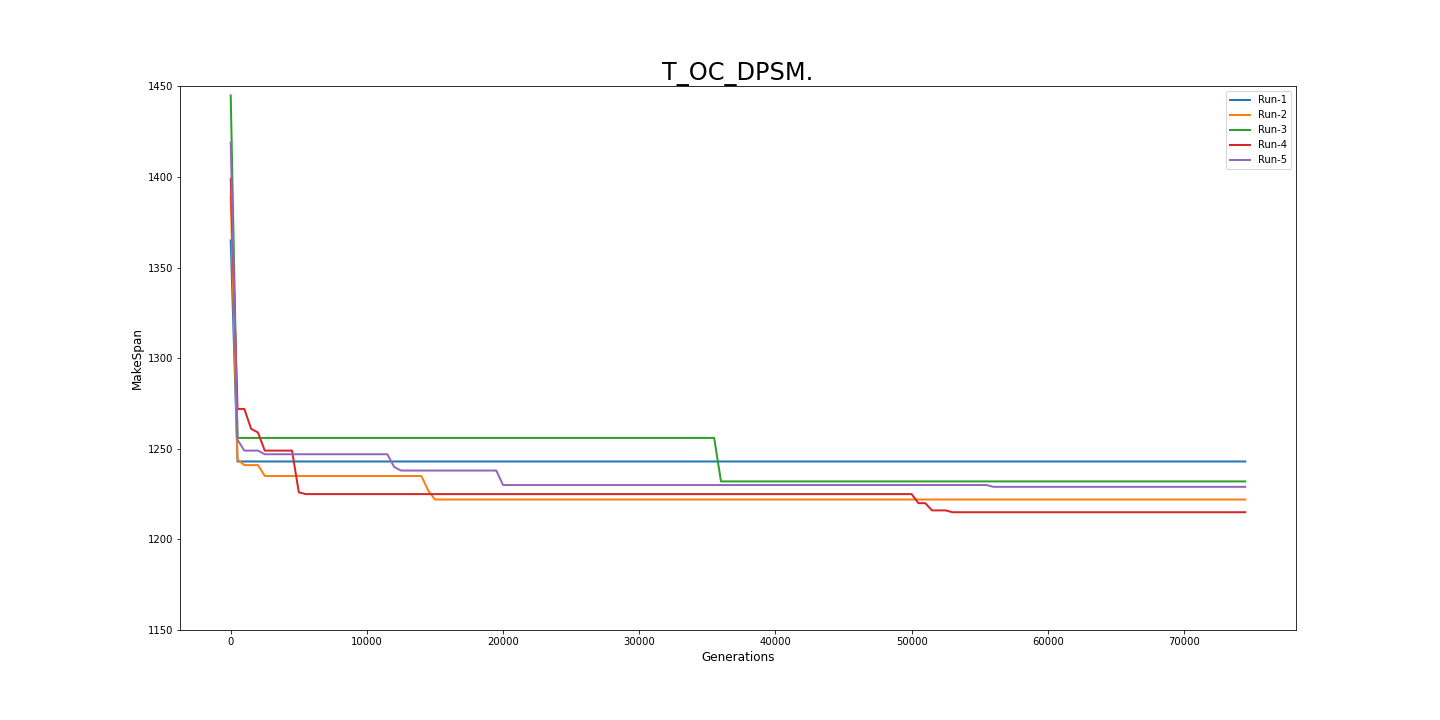 T_OC_DPSM.
1450
1400
1350
1300
1250
1200
1150
MakeSpan
0 10000 20000 30000 40000 50000 60000 70000
Generations
Run-1
Run-2
Run-3
Run-4
Run-5